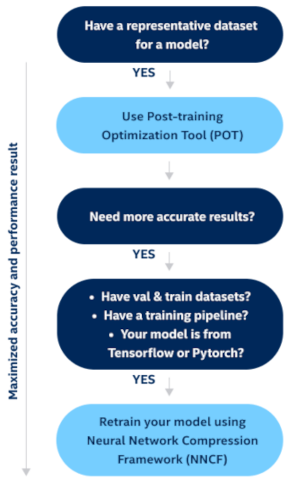 Have a representative dataset
for a model?
YES
Use Post-training
Optimization Tool (POT)
Need more accurate results?
YES
• Have val & train datasets?
• Have a training pipeline?
• Your model is from
Tensorflow or Pytorch?
YES
Retrain your model using
Neural Network Compression
Framework (NNCF)
Maximized accuracy and performance result